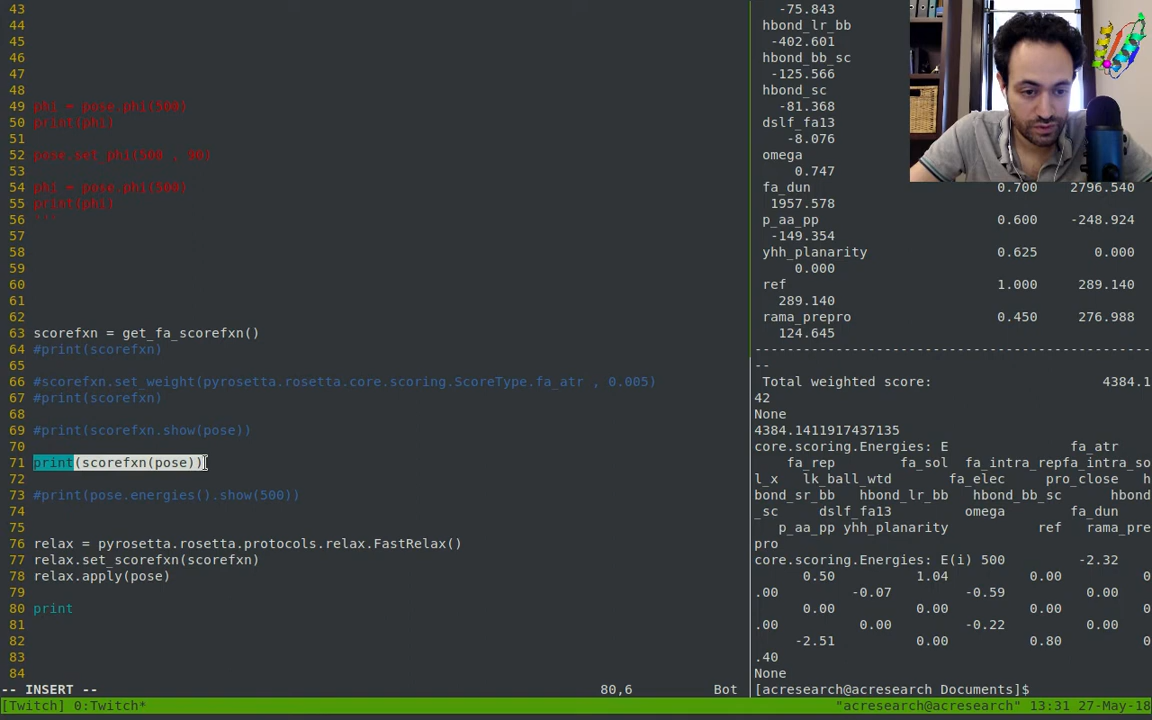 43
44
45
46
47
48
49 phi = pose.phi(500)
50 print(phi)
51
52 pose.set_phi(500 , 90)
53
54 phi = pose.phi(500)
55 print(phi)
56 '''
57
58
59
60
61
62
63 scorefxn = get_fa_scorefxn()
64 #print(scorefxn)
65
66 #scorefxn.set_weight(pyrosetta.rosetta.core.scoring.ScoreType.fa_atr , 0.005)
67 #print(scorefxn)
68
69 #print(scorefxn.show(pose))
70
71 print(scorefxn(pose))
72
73 #print(pose.energies().show(500))
74
75
76 relax = pyrosetta.rosetta.protocols.relax.FastRelax()
77 relax.set_scorefxn(scorefxn)
78 relax.apply(pose)
79
80 print
81
82
83
84
-- INSERT -- 80,6 Bot
-75.843
hbond_lr_bb
-402.601
hbond_bb_sc
-125.566
hbond_sc
-81.368
dslf_fa13
-8.076
omega
0.747
fa_dun 0.700 2796.540
1957.578
p_aa_pp 0.600 -248.924
-149.354
yhh_planarity 0.625 0.000
0.000
ref 1.000 289.140
289.140
rama_prepro 0.450 276.988
124.645
---------------------------------------------------
--
Total weighted score: 4384.1
42
None
4384.1411917437135
core.scoring.Energies: E fa_atr
fa_rep fa_sol fa_intra_repfa_intra_so
l_x lk_ball_wtd fa_elec pro_close h
bond_sr_bb hbond_lr_bb hbond_bb_sc hbond
_sc dslf_fa13 omega fa_dun
p_aa_pp yhh_planarity ref rama_pre
pro
core.scoring.Energies: E(i) 500 -2.32
0.50 1.04 0.00 0
.00 -0.07 -0.59 0.00
0.00 0.00 0.00 0
.00 0.00 -0.22 0.00
-2.51 0.00 0.80 0
.40
None
[acresearch@acresearch Documents]$
[Twitch] 0:Twitch* "acresearch@acresearch" 13:31 27-May-18